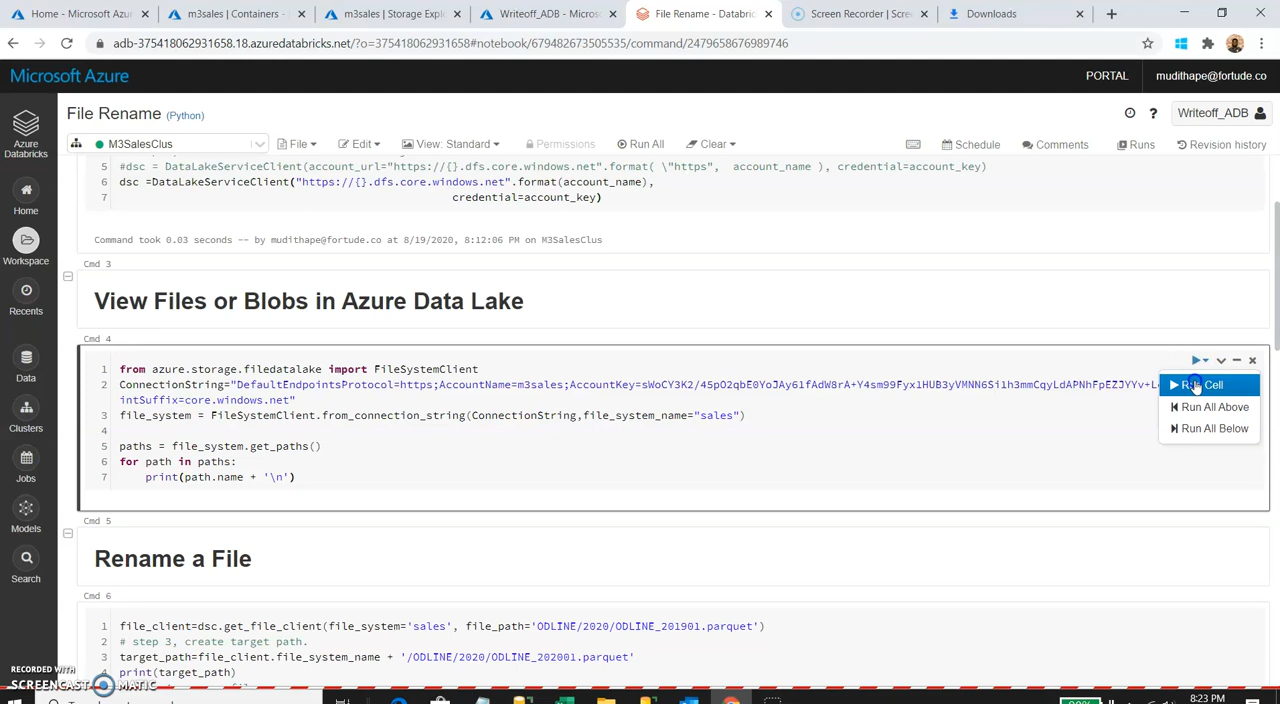 Home - Microsoft Azur
m3sales | Containers -
m3sales | Storage Expl
Writeoff_ADB - Micros
File Rename - Databric
Screen Recorder | Scre
Downloads
adb-375418062931658.18.azuredatabricks.net/?o=375418062931658#notebook/679482673505535/command/2479658676989746
Microsoft Azure
PORTAL
mudithape@fortude.co
Azure Databricks
Home
Workspace
Recents
Data
Clusters
Jobs
Models
Search
File Rename (Python)
Writeoff_ADB
M3SalesClus
File
Edit
View: Standard
Permissions
Run All
Clear
Schedule
Comments
Runs
Revision history
5 #dsc = DataLakeServiceClient(account_url="https://{}.dfs.core.windows.net".format( \"https", account_name ), credential=account_key)
6 dsc =DataLakeServiceClient("https://{}.dfs.core.windows.net".format(account_name),
7 credential=account_key)
Command took 0.03 seconds -- by mudithape@fortude.co at 8/19/2020, 8:12:06 PM on M3SalesClus
Cmd 3
View Files or Blobs in Azure Data Lake
Cmd 4
1 from azure.storage.filedatalake import FileSystemClient
2 ConnectionString="DefaultEndpointsProtocol=https;AccountName=m3sales;AccountKey=
intSuffix=core.windows.net"
3 file_system = FileSystemClient.from_connection_string(ConnectionString,file_system_name="sales")
4
5 paths = file_system.get_paths()
6 for path in paths:
7 print(path.name + '\n')
Run Cell
Run All Above
Run All Below
Cmd 5
Rename a File
Cmd 6
1 file_client=dsc.get_file_client(file_system='sales', file_path='ODLINE/2020/ODLINE_201901.parquet')
2 # step 3, create target path.
3 target_path=file_client.file_system_name + '/ODLINE/2020/ODLINE_202001.parquet'
4 print(target_path)
RECORDED WITH
SCREENCAST MATIC
8:23 PM